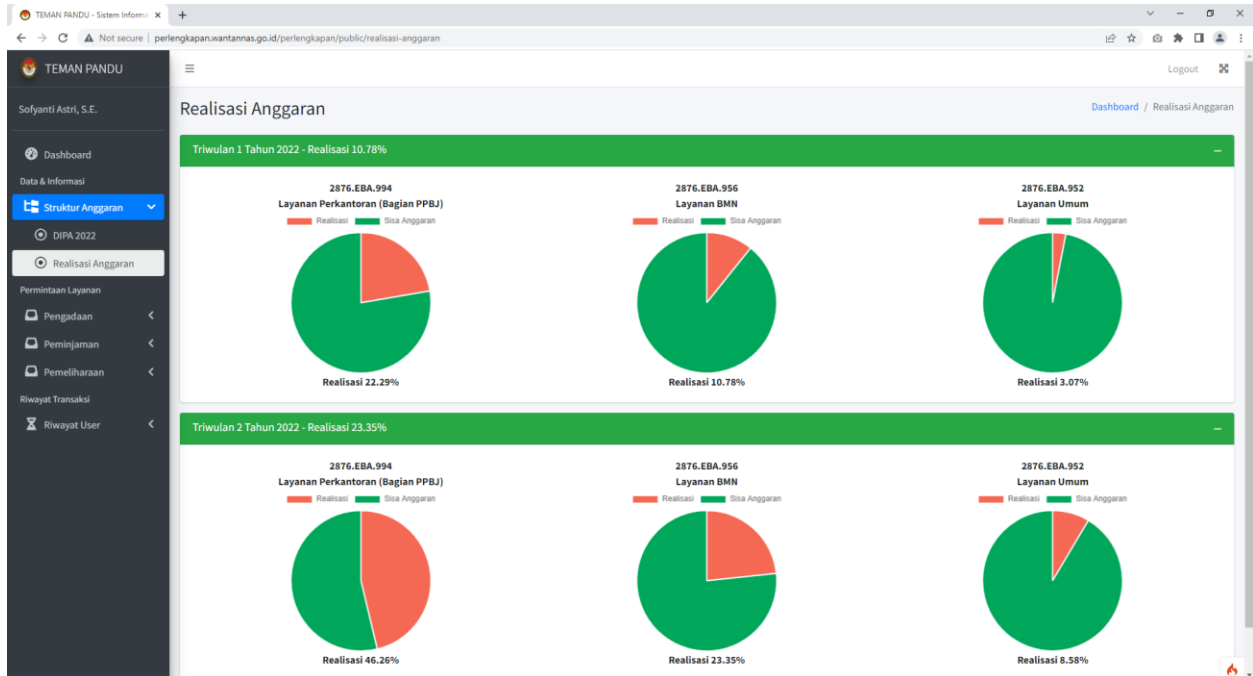 TEMAN PANDU - Sistem Informa
Not secure | perlengkapan.wantannas.go.id/perlengkapan/public/realisasi-anggaran
TEMAN PANDU
Logout
Sofyanti Astri, S.E.
Realisasi Anggaran
Dashboard / Realisasi Anggaran
Dashboard
Data & Informasi
Struktur Anggaran
DIPA 2022
Realisasi Anggaran
Permintaan Layanan
Pengadaan
Peminjaman
Pemeliharaan
Riwayat Transaksi
Riwayat User
Triwulan 1 Tahun 2022 - Realisasi 10.78%
2876.EBA.994
Layanan Perkantoran (Bagian PPBJ)
Realisasi Sisa Anggaran
Realisasi 22.29%
2876.EBA.956
Layanan BMN
Realisasi Sisa Anggaran
Realisasi 10.78%
2876.EBA.952
Layanan Umum
Realisasi Sisa Anggaran
Realisasi 3.07%
Triwulan 2 Tahun 2022 - Realisasi 23.35%
2876.EBA.994
Layanan Perkantoran (Bagian PPBJ)
Realisasi Sisa Anggaran
Realisasi 46.26%
2876.EBA.956
Layanan BMN
Realisasi Sisa Anggaran
Realisasi 23.35%
2876.EBA.952
Layanan Umum
Realisasi Sisa Anggaran
Realisasi 8.58%